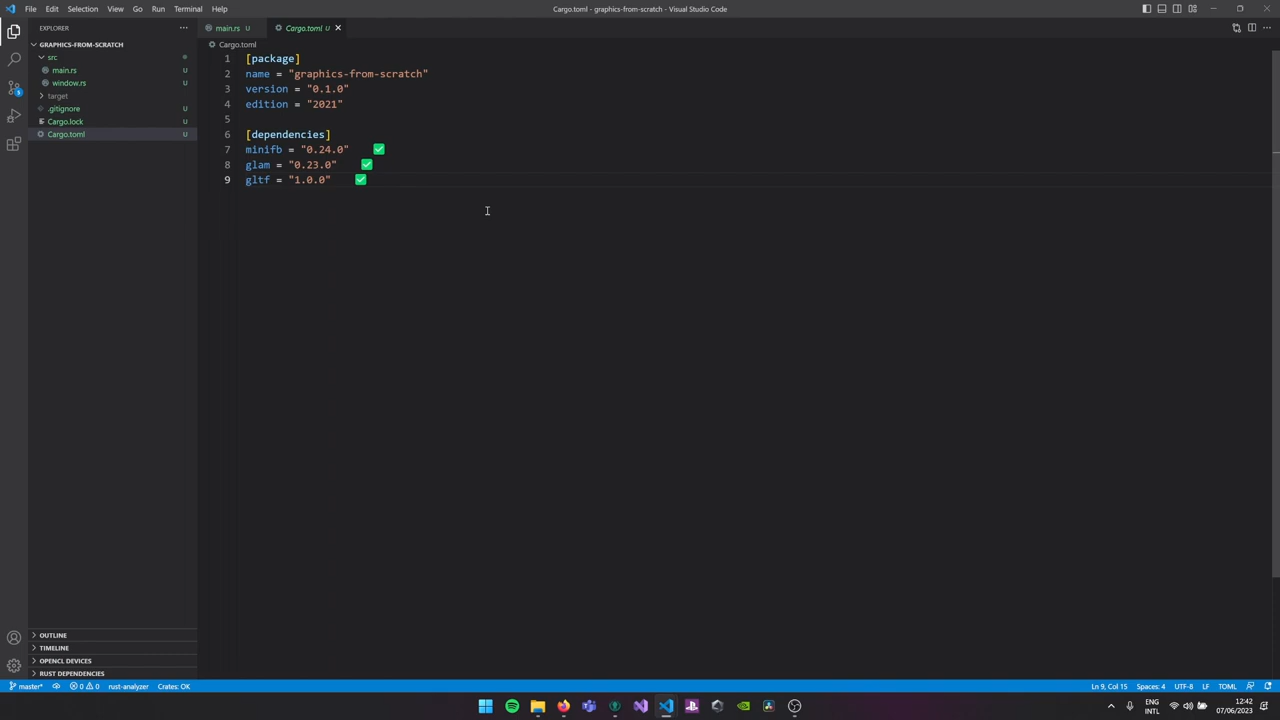 File Edit Selection View Go Run Terminal Help
Cargo.toml - graphics-from-scratch - Visual Studio Code
EXPLORER
main.rs U
Cargo.toml U
GRAPHICS-FROM-SCRATCH
Cargo.toml
src
main.rs U
window.rs U
target
.gitignore U
Cargo.lock U
Cargo.toml U
1 [package]
2 name = "graphics-from-scratch"
3 version = "0.1.0"
4 edition = "2021"
5
6 [dependencies]
7 minifb = "0.24.0" ✅
8 glam = "0.23.0" ✅
9 gltf = "1.0.0" ✅
OUTLINE
TIMELINE
OPENCL DEVICES
RUST DEPENDENCIES
master* 0 0 rust-analyzer Crates: OK
Ln 9, Col 15 Spaces: 4 UTF-8 LF TOML
ENG
INTL
12:42
07/06/2023